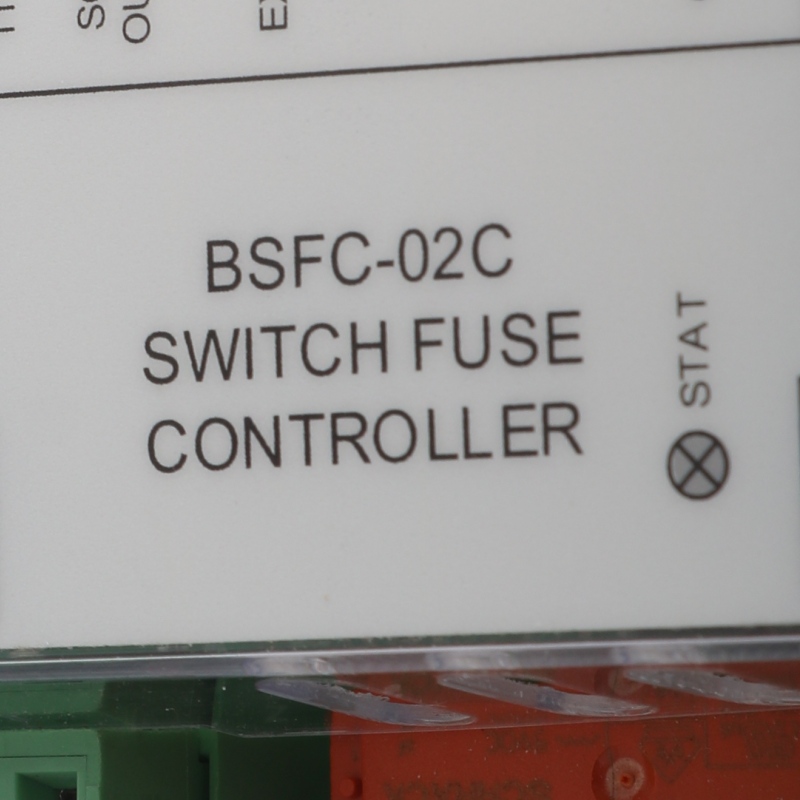 BSFC-02C
SWITCH FUSE
CONTROLLER
STAT